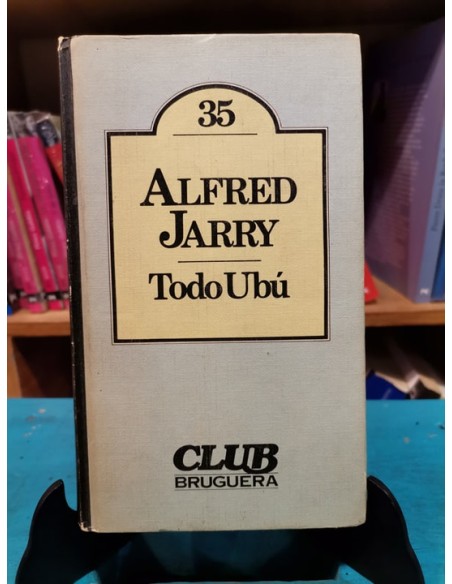 35
ALFRED
JARRY
Todo Ubú
CLUB
BRUGUERA